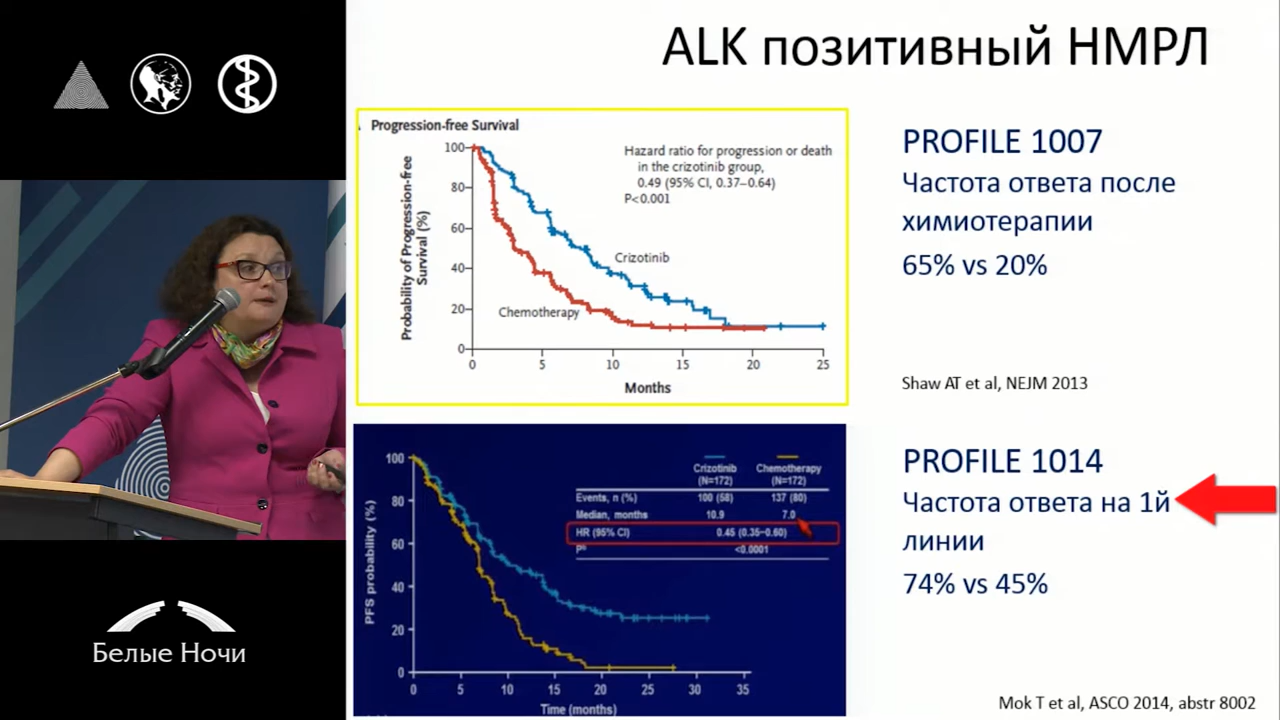 ALK позитивный НМРЛ
Progression-free Survival
Hazard ratio for progression or death
in the crizotinib group,
0.49 (95% CI, 0.37–0.64)
P<0.001
Probability of Progression-free
Survival (%)
100
80
60
40
20
0
Crizotinib
Chemotherapy
0 5 10 15 20 25
Months
PROFILE 1007
Частота ответа после
химиотерапии
65% vs 20%
Shaw AT et al, NEJM 2013
Crizotinib Chemotherapy
(N=172) (N=172)
Events, n (%) 100 (58) 137 (80)
Median, months 10.9 7.0
HR (95% CI) 0.45 (0.35–0.60)
<0.0001
PFS probability (%)
100
80
60
40
20
0
0 5 10 15 20 25 30 35
Time (months)
PROFILE 1014
Частота ответа на 1й
линии
74% vs 45%
Mok T et al, ASCO 2014, abstr 8002
Белые Ночи